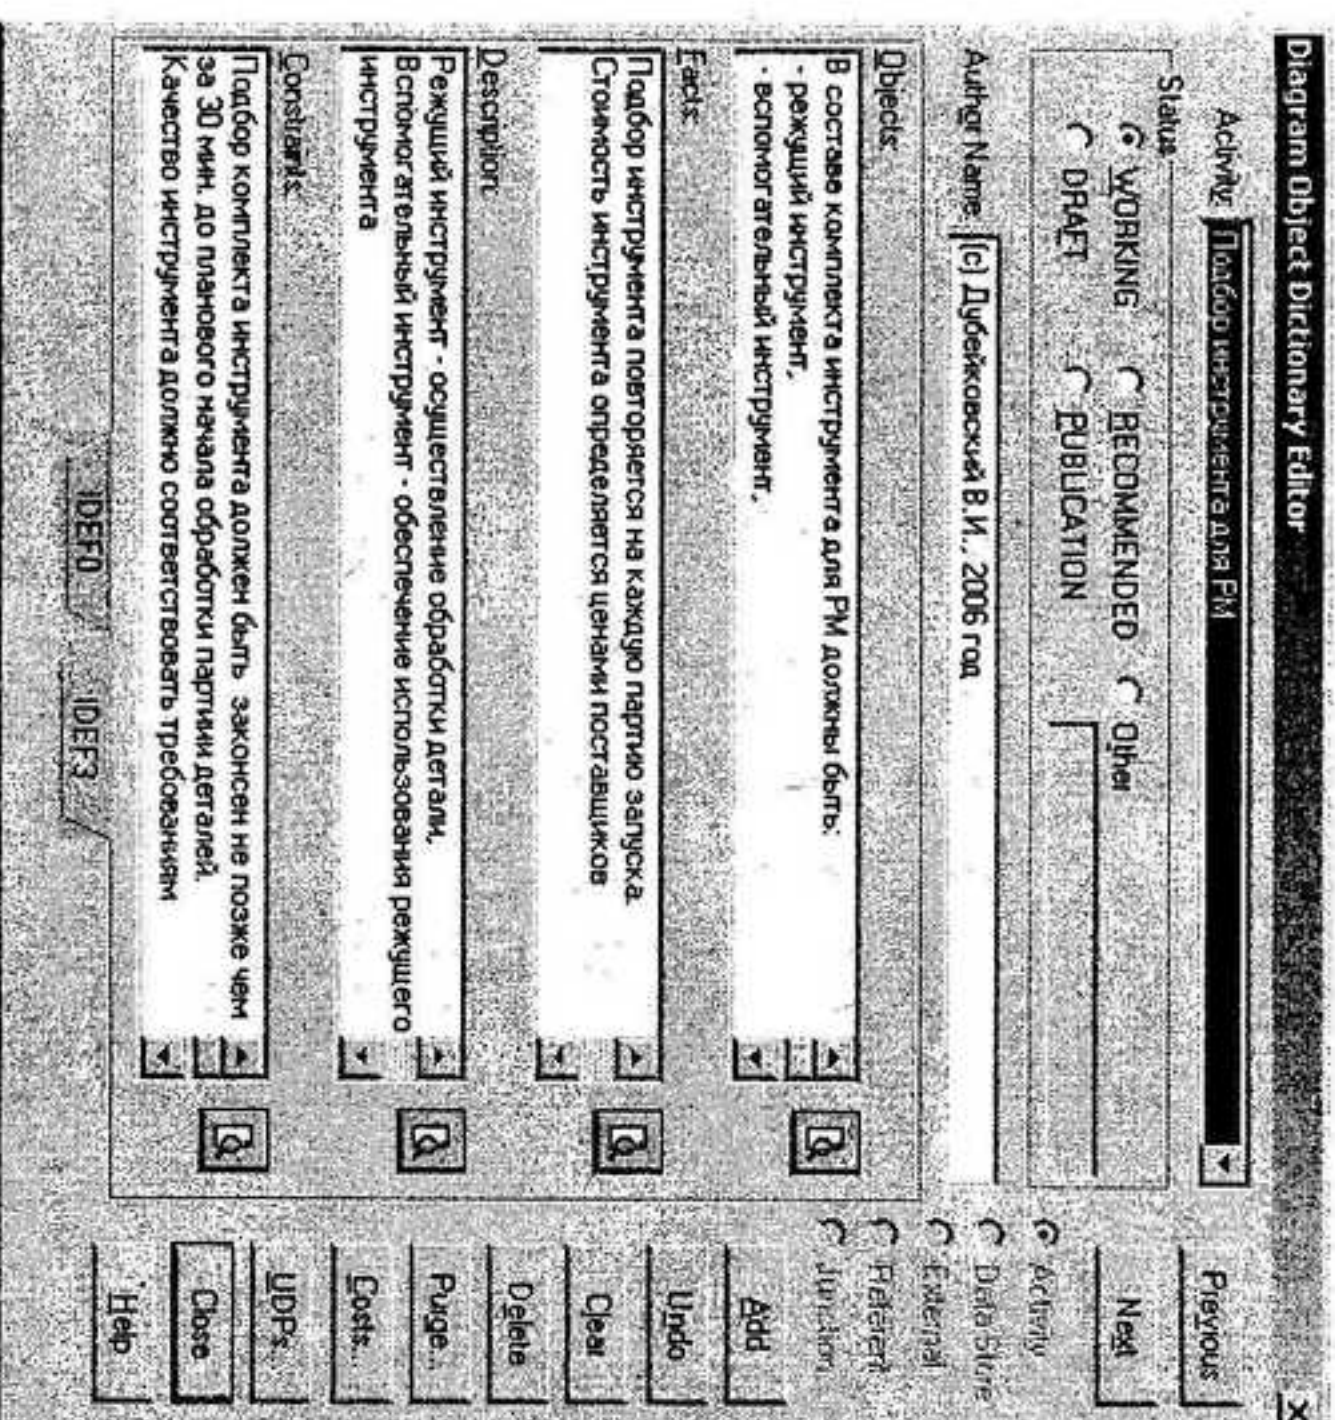 Diagram Object Dictionary Editor
Activity: Подбор инструмента для РМ
Status
WORKING RECOMMENDED Other
DRAFT PUBLICATION
Author Name: (с) Дубейковский В.И., 2006 год
Objects:
В составе комплекта инструмента для РМ должны быть:
- режущий инструмент,
- вспомогательный инструмент,
Facts:
Подбор инструмента повторяется на каждую партию запуска.
Стоимость инструмента определяется ценами поставщиков
Description:
Режущий инструмент - осуществление обработки детали,
Вспомогательный инструмент - обеспечение использования режущего
инструмента
Constraints:
Подбор комплекта инструмента должен быть законсен не позже чем
за 30 мин. до планового начала обработки партии деталей.
Качество инструмента должно соответствовать требованиям
IDEF0 IDEF3
Previous
Next
Activity
Data Store
External
Referent
Junction
Add
Undo
Clear
Delete
Purge...
Costs...
UDP's
Close
Help